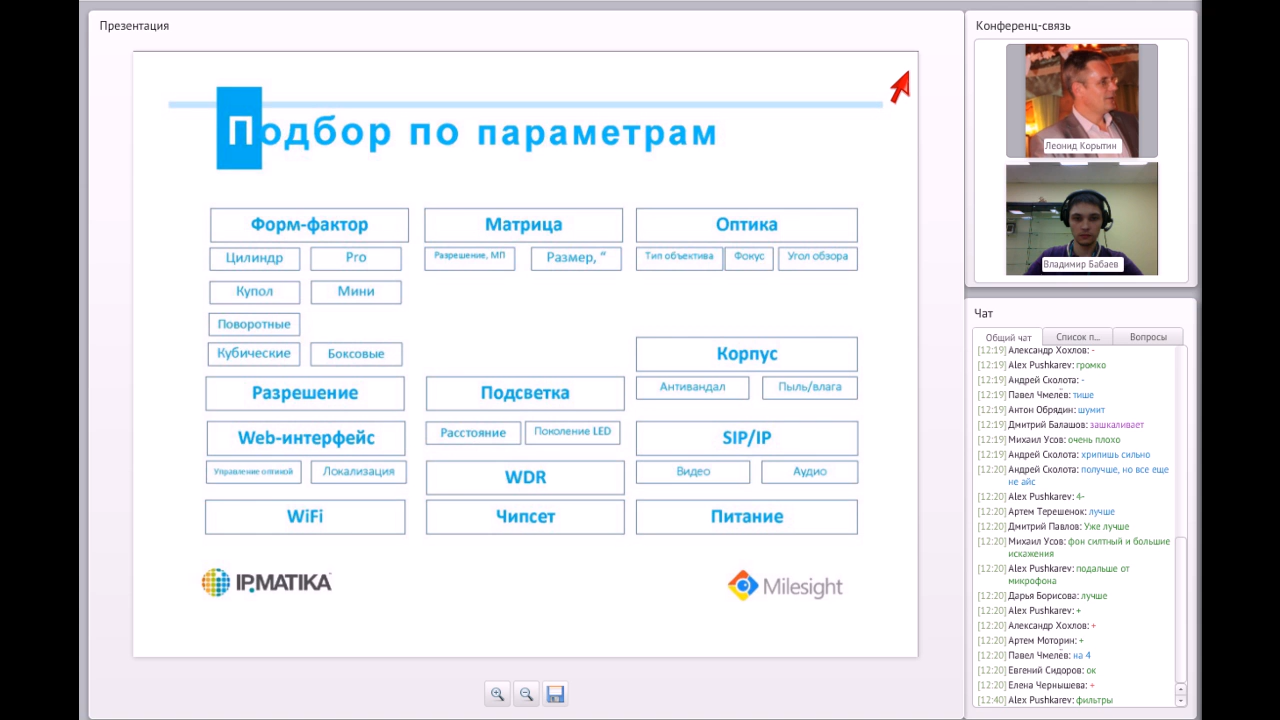 Презентация
Подбор по параметрам
Форм-фактор
Матрица
Оптика
Цилиндр
Pro
Разрешение, МП
Размер, “
Тип объектива
Фокус
Угол обзора
Купол
Мини
Поворотные
Кубические
Боксовые
Корпус
Антивандал
Пыль/влага
Разрешение
Подсветка
Web-интерфейс
Расстояние
Поколение LED
SIP/IP
Управление оптикой
Локализация
WDR
Видео
Аудио
WiFi
Чипсет
Питание
IPMATIKA
Milesight
Конференц-связь
Леонид Корытин
Владимир Бабаев
Чат
Общий чат
Список п...
Вопросы
[12:19] Александр Хохлов: -
[12:19] Alex Pushkarev: громко
[12:19] Андрей Сколота: -
[12:19] Павел Чмелёв: тише
[12:19] Антон Обрядин: шумит
[12:19] Дмитрий Балашов: зашкаливает
[12:19] Михаил Усов: очень плохо
[12:19] Андрей Сколота: хрипишь сильно
[12:20] Андрей Сколота: получше, но все еще
не айс
[12:20] Alex Pushkarev: 4-
[12:20] Артем Терешенок: лучше
[12:20] Дмитрий Павлов: Уже лучше
[12:20] Михаил Усов: фон силтный и большие
искажения
[12:20] Alex Pushkarev: подальше от
микрофона
[12:20] Дарья Борисова: лучше
[12:20] Alex Pushkarev: +
[12:20] Александр Хохлов: +
[12:20] Артем Моторин: +
[12:20] Павел Чмелёв: на 4
[12:20] Евгений Сидоров: ок
[12:20] Елена Чернышева: +
[12:40] Alex Pushkarev: фильтры